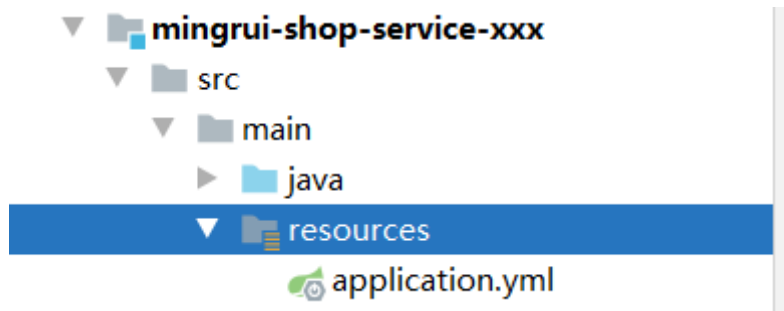 mingrui-shop-service-xxx
src
main
java
resources
application.yml